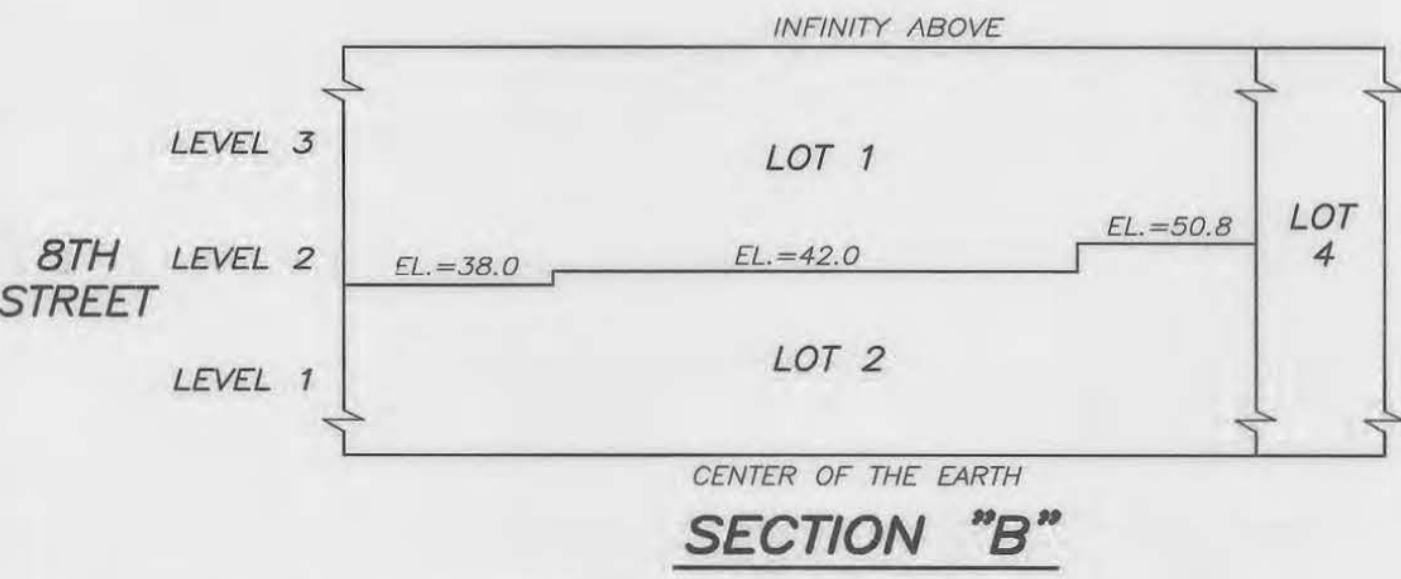 INFINITY ABOVE
LEVEL 3
LOT 1
EL.=50.8
LOT
4
8TH
STREET
LEVEL 2
EL.=38.0
EL.=42.0
LEVEL 1
LOT 2
CENTER OF THE EARTH
SECTION "B"